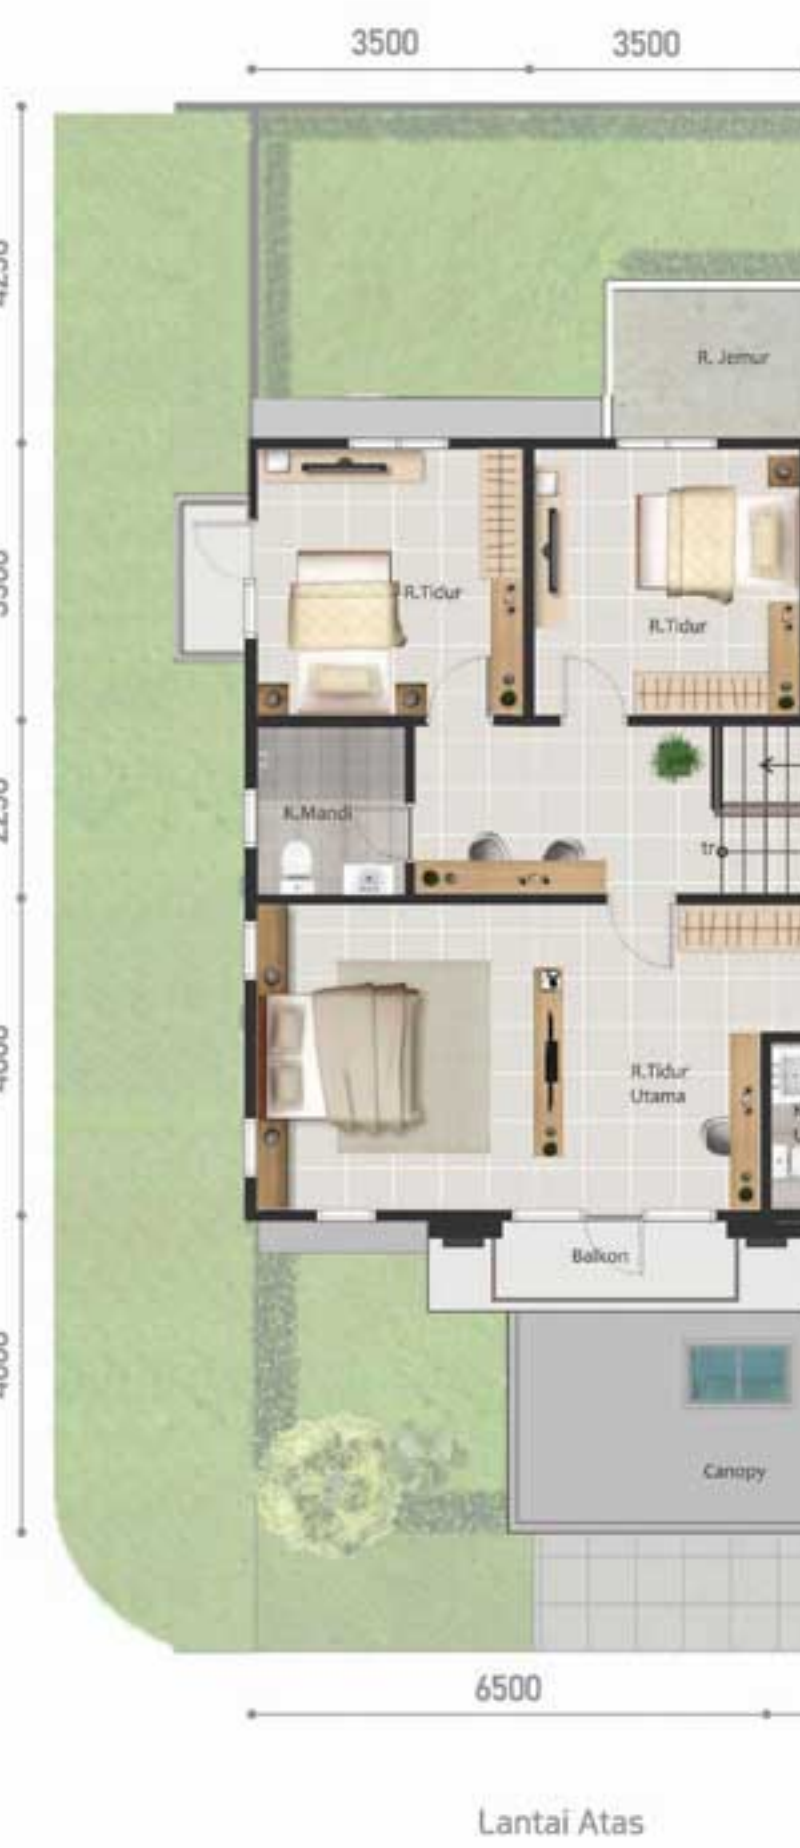 3500 3500
R. Jemur
R.Tidur
R.Tidur
K.Mandi
tr
R.Tidur
Utama
Balkon
Canopy
6500
Lantai Atas